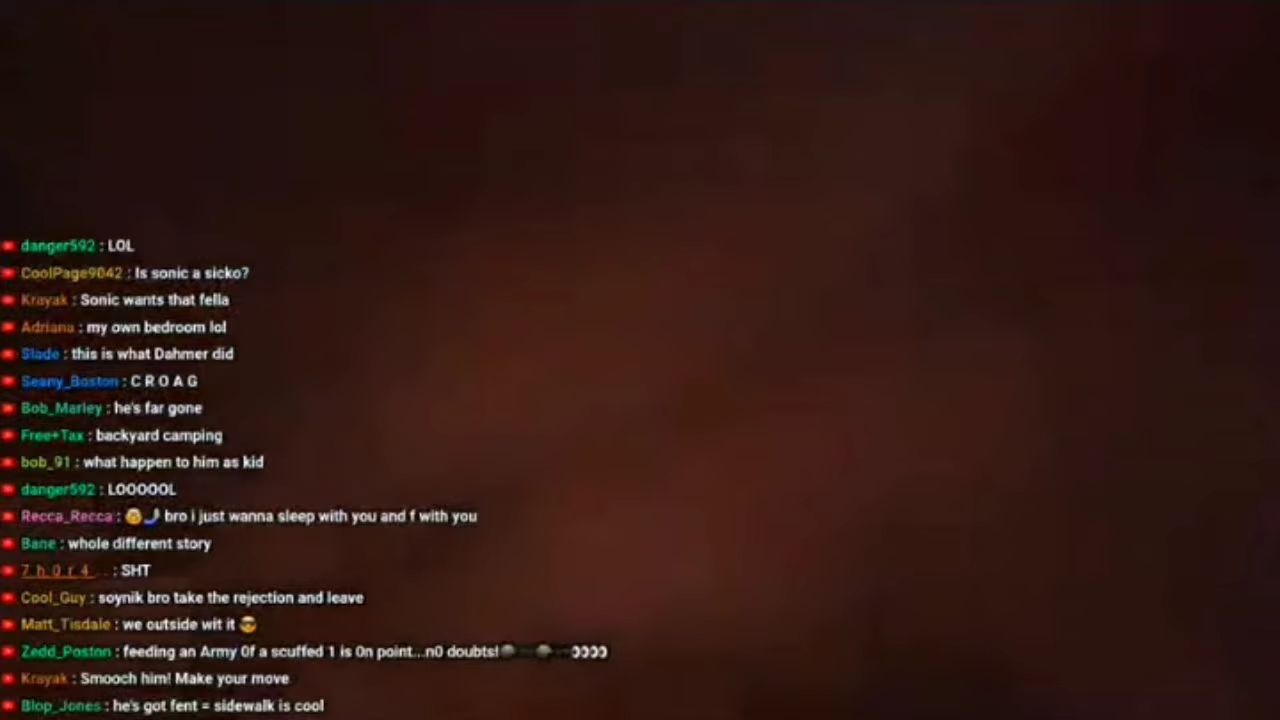 danger592 : LOL
CoolPage9042 : Is sonic a sicko?
Krayak : Sonic wants that fella
Adriana : my own bedroom lol
Slade : this is what Dahmer did
Seany_Boston : C R O A G
Bob_Marley : he's far gone
Free+Tax : backyard camping
bob_91 : what happen to him as kid
danger592 : LOOOOOL
Recca_Recca : 🤠🤳 bro i just wanna sleep with you and f with you
Bane : whole different story
7_h_0_r_4_. . : SHT
Cool_Guy : soynik bro take the rejection and leave
Matt_Tisdale : we outside wit it 😎
Zedd_Poston : feeding an Army 0f a scuffed 1 is 0n point...n0 doubts!
Krayak : Smooch him! Make your move
Blop_Jones : he's got fent = sidewalk is cool